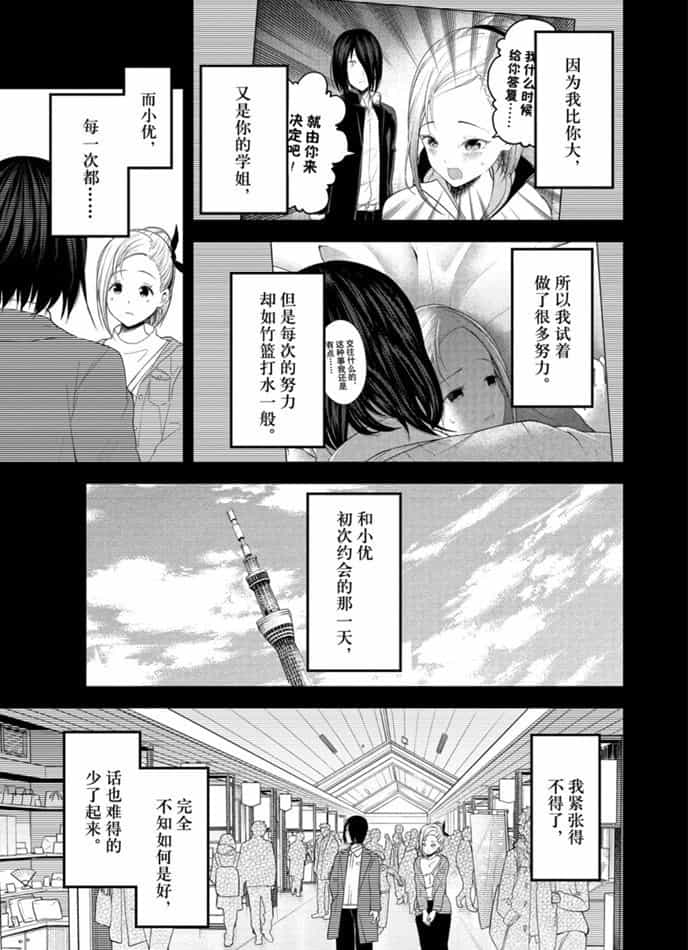 因为我比你大，
我什么时候
给你答复…
就由你来
决定吧！
又是你的学姐，
所以我试着
做了很多努力。
交往什么的，
这种事我还是
有点……
但是每次的努力
却如竹篮打水一般。
而小优，
每一次都……
和小优
初次约会的那一天，
我紧张得
不得了，
完全
不知如何是好，
话也难得的
少了起来。